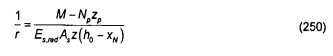 1/r = (M − N_p z_p) / (E_s,red A_s z(h_0 − x_N)) (250)